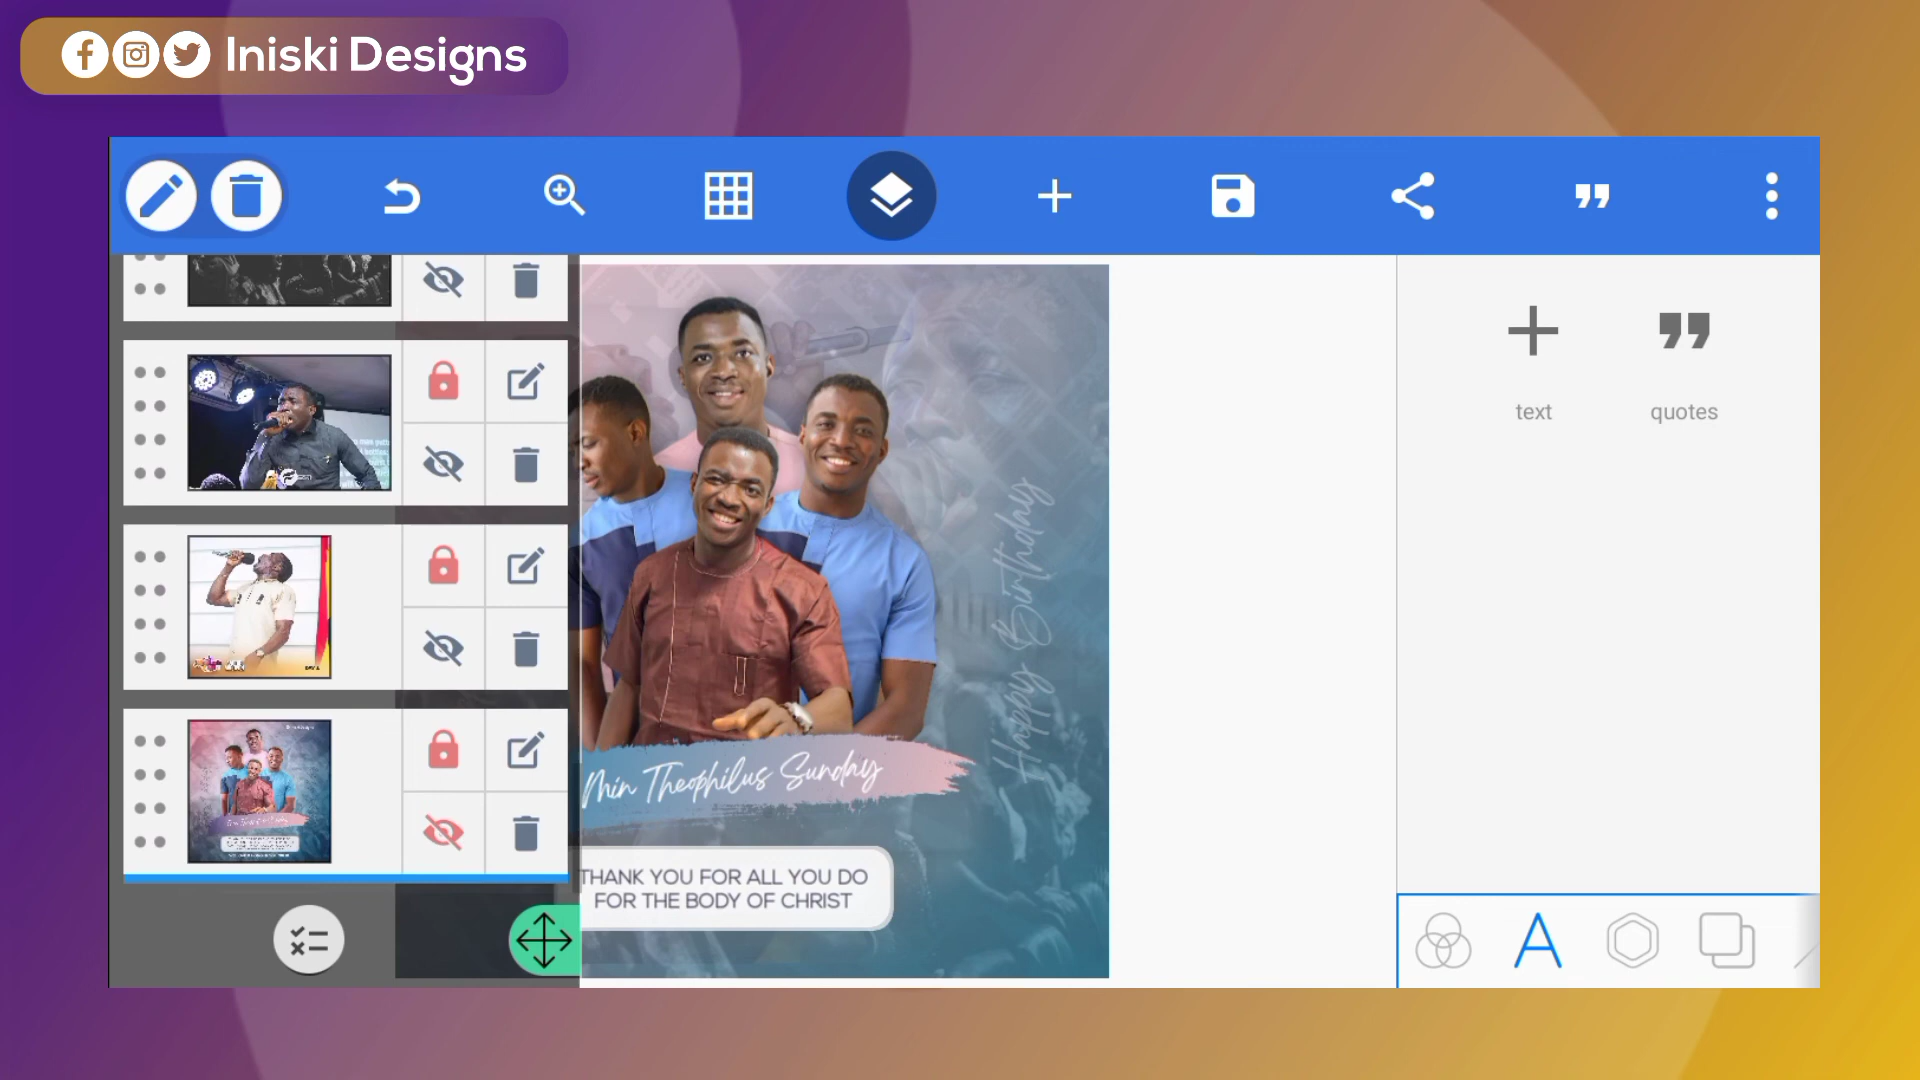 Iniski Designs
text
quotes
Happy Birthday
Min Theophilus Sunday
THANK YOU FOR ALL YOU DO
FOR THE BODY OF CHRIST